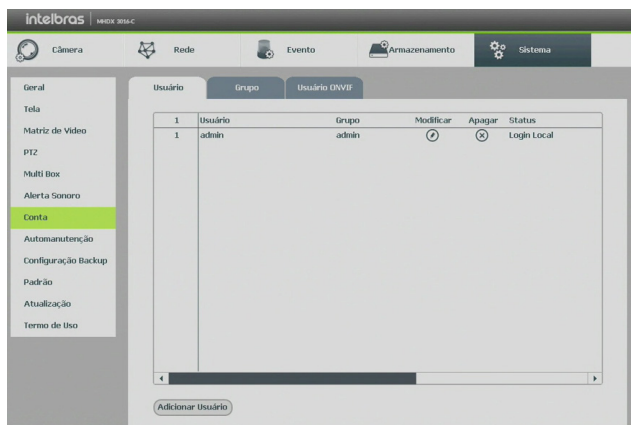 intelbras MHDX 3016-C
Câmera Rede Evento Armazenamento Sistema
Geral
Tela
Matriz de Vídeo
PTZ
Multi Box
Alerta Sonoro
Conta
Automanutenção
Configuração Backup
Padrão
Atualização
Termo de Uso
Usuário Grupo Usuário ONVIF
1 Usuário Grupo Modificar Apagar Status
1 admin admin Login Local
Adicionar Usuário